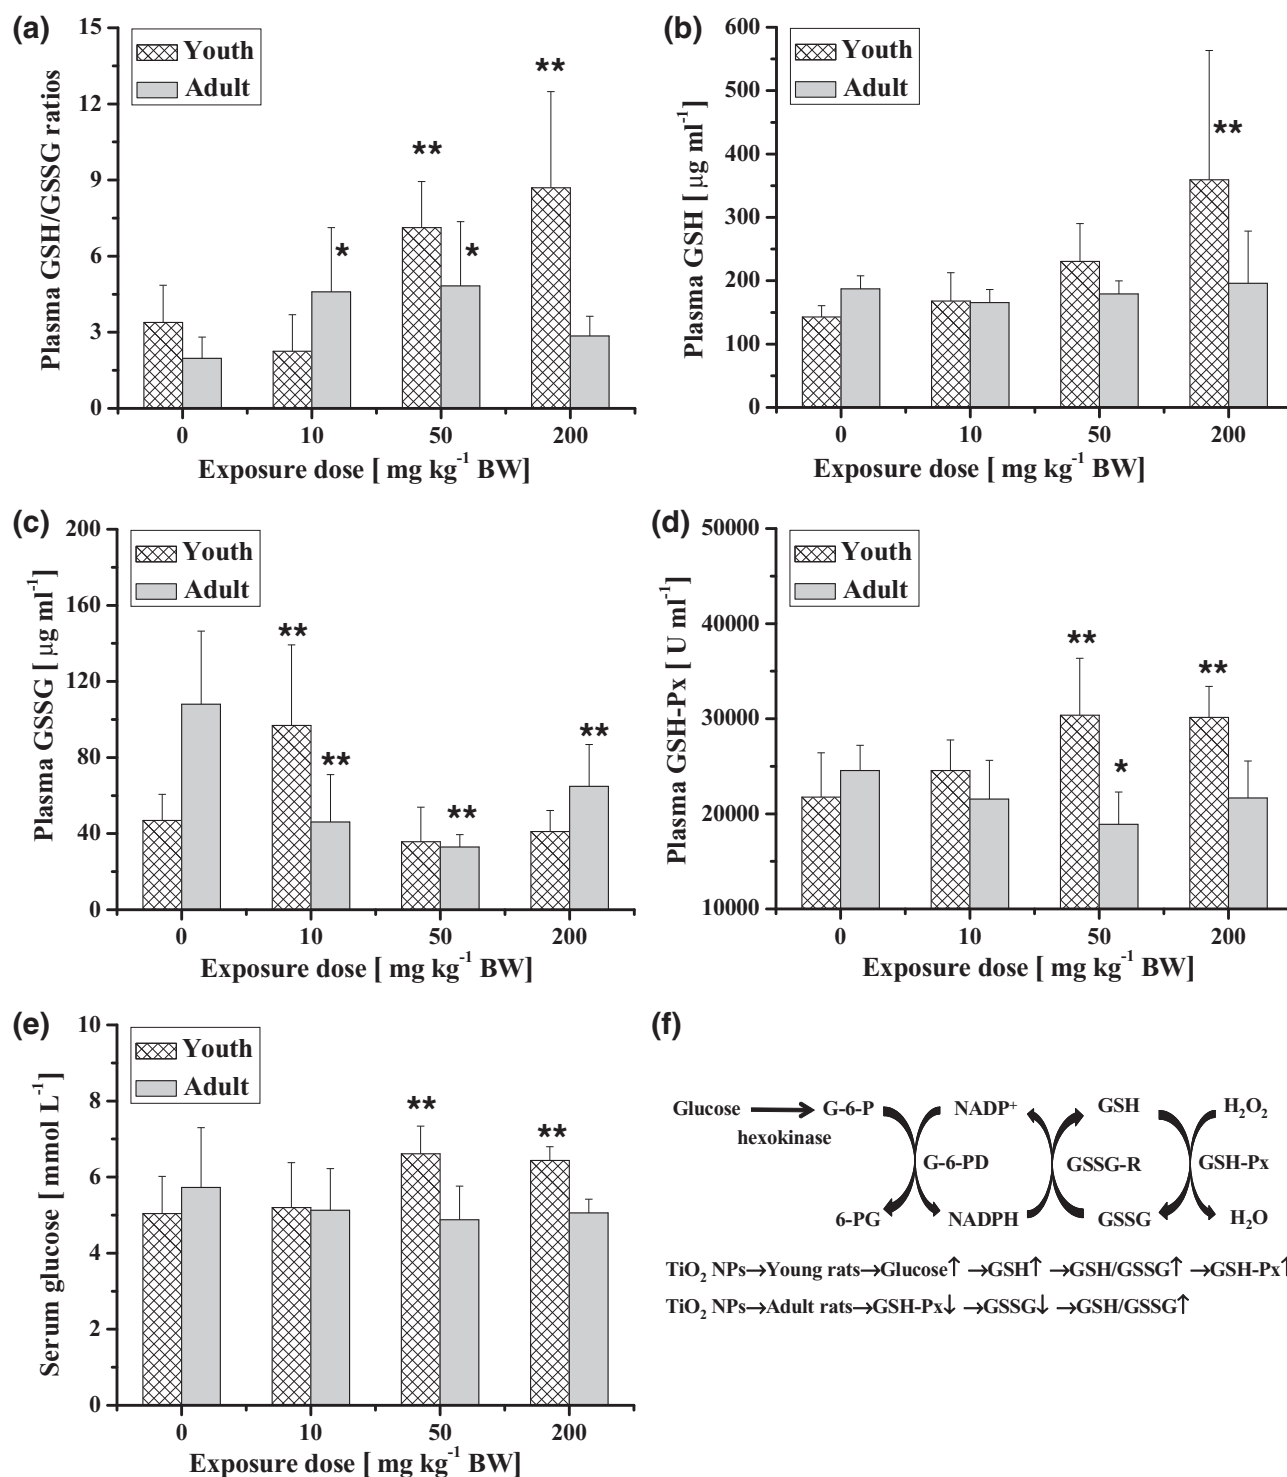 (a)
Plasma GSH/GSSG ratios
15
12
9
6
3
0
Youth
Adult
**
**
*
*
0 10 50 200
Exposure dose [ mg kg⁻¹ BW]
(b)
Plasma GSH [ µg ml⁻¹]
600
500
400
300
200
100
0
Youth
Adult
**
0 10 50 200
Exposure dose [ mg kg⁻¹ BW]
(c)
Plasma GSSG [ µg ml⁻¹]
200
160
120
80
40
0
Youth
Adult
**
**
**
**
0 10 50 200
Exposure dose [ mg kg⁻¹ BW]
(d)
Plasma GSH-Px [ U ml⁻¹]
50000
40000
30000
20000
10000
Youth
Adult
**
**
*
0 10 50 200
Exposure dose [ mg kg⁻¹ BW]
(e)
Serum glucose [ mmol L⁻¹]
10
8
6
4
2
0
Youth
Adult
**
**
0 10 50 200
Exposure dose [ mg kg⁻¹ BW]
(f)
Glucose G-6-P NADP⁺ GSH H₂O₂
hexokinase
G-6-PD GSSG-R GSH-Px
6-PG NADPH GSSG H₂O
TiO₂ NPs→Young rats→Glucose↑ →GSH↑ →GSH/GSSG↑ →GSH-Px↑
TiO₂ NPs→Adult rats→GSH-Px↓ →GSSG↓ →GSH/GSSG↑